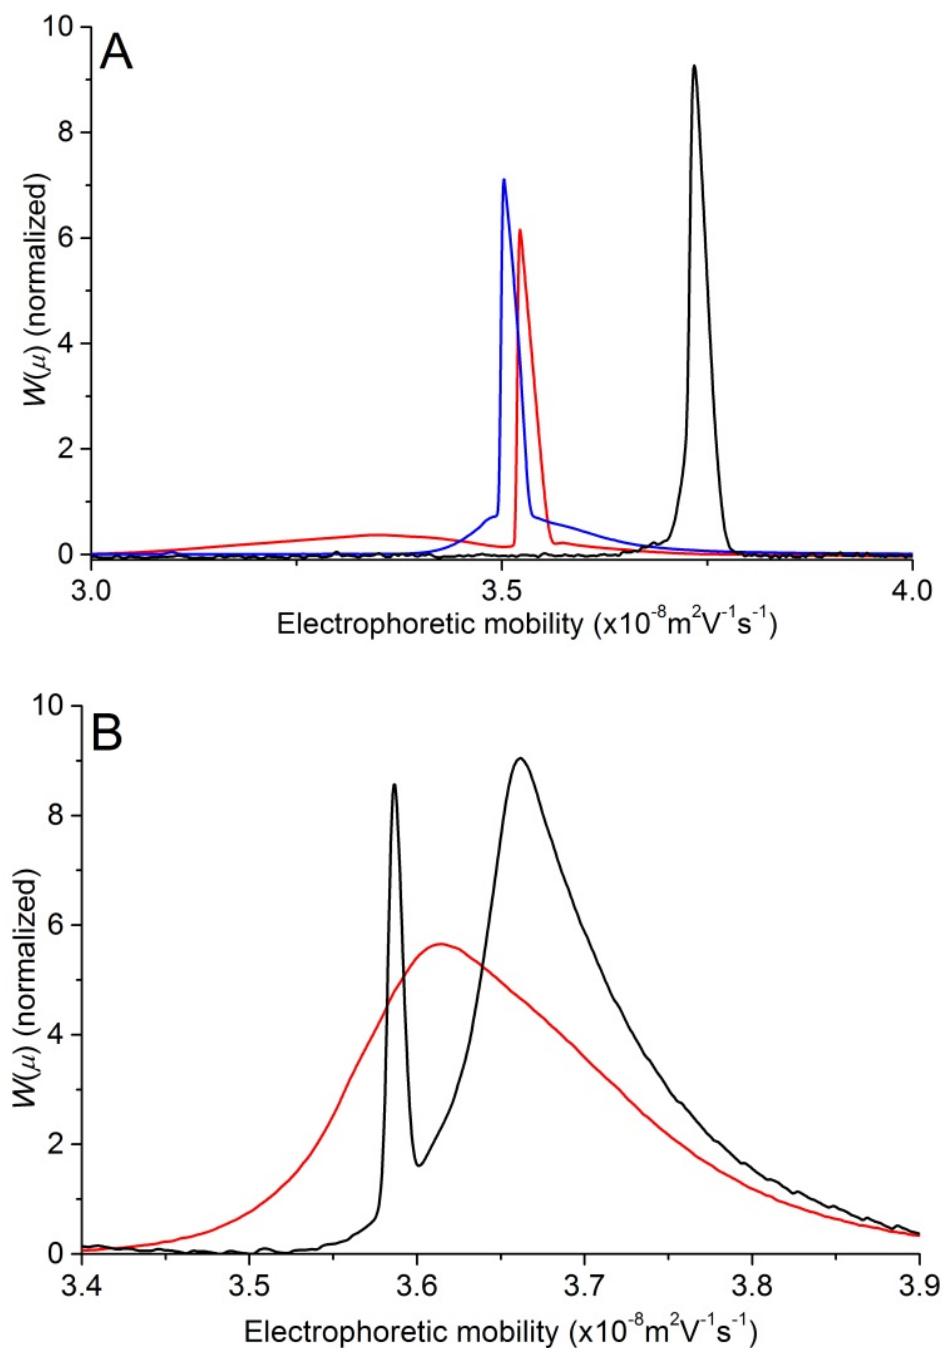 A
10
8
6
4
2
0
W(μ) (normalized)
3.0 3.5 4.0
Electrophoretic mobility (x10⁻⁸m²V⁻¹s⁻¹)
B
10
8
6
4
2
0
W(μ) (normalized)
3.4 3.5 3.6 3.7 3.8 3.9
Electrophoretic mobility (x10⁻⁸m²V⁻¹s⁻¹)